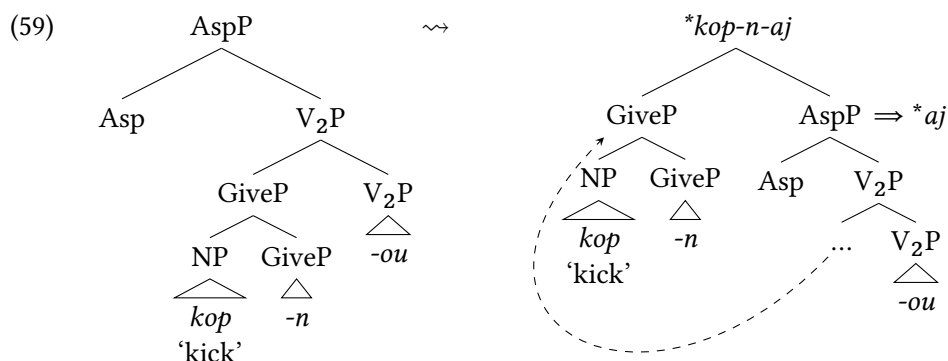 (59) AspP ⇝ *kop-n-aj
Asp V₂P GiveP AspP ⟹ *aj
GiveP V₂P NP GiveP Asp V₂P
NP GiveP -ou kop -n ... V₂P
kop -n 'kick' -ou
'kick'